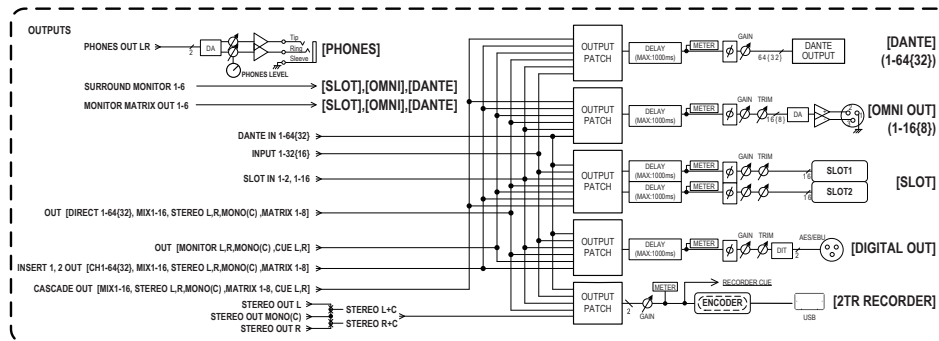 OUTPUTS
PHONES OUT LR
2
DA
Tip
Ring
Sleeve
[PHONES]
PHONES LEVEL
SURROUND MONITOR 1-6
[SLOT],[OMNI],[DANTE]
MONITOR MATRIX OUT 1-6
[SLOT],[OMNI],[DANTE]
DANTE IN 1-64{32}
INPUT 1-32{16}
SLOT IN 1-2, 1-16
OUT [DIRECT 1-64{32}, MIX1-16, STEREO L,R,MONO(C) ,MATRIX 1-8]
OUT [MONITOR L,R,MONO(C) ,CUE L,R]
INSERT 1, 2 OUT [CH1-64{32}, MIX1-16, STEREO L,R,MONO(C) ,MATRIX 1-8]
CASCADE OUT [MIX1-16, STEREO L,R,MONO(C) ,MATRIX 1-8, CUE L,R]
STEREO OUT L
STEREO OUT MONO(C)
STEREO OUT R
STEREO L+C
STEREO R+C
OUTPUT
PATCH
DELAY
(MAX:1000ms)
METER
GAIN
64{32}
DANTE
OUTPUT
[DANTE]
(1-64{32})
OUTPUT
PATCH
DELAY
(MAX:1000ms)
METER
GAIN TRIM
16{8}
DA
2
1
3
[OMNI OUT]
(1-16{8})
OUTPUT
PATCH
DELAY
(MAX:1000ms)
METER
GAIN TRIM
16
SLOT1
DELAY
(MAX:1000ms)
METER
16
SLOT2
[SLOT]
OUTPUT
PATCH
DELAY
(MAX:1000ms)
METER
GAIN TRIM
DIT
2
AES/EBU
[DIGITAL OUT]
OUTPUT
PATCH
2
GAIN
METER
RECORDER CUE
ENCODER
USB
[2TR RECORDER]